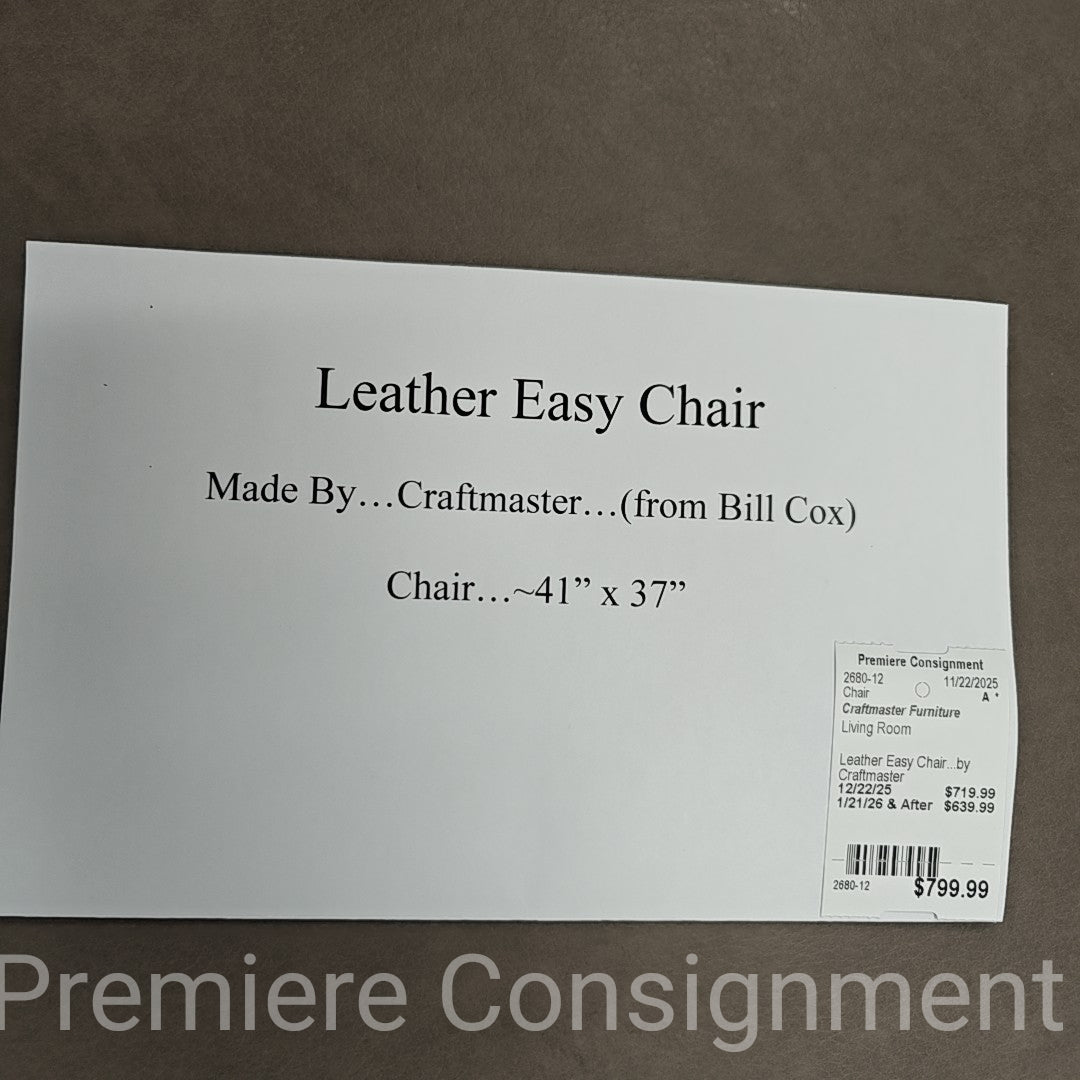 Leather Easy Chair
Made By…Craftmaster…(from Bill Cox)
Chair…~41” x 37”
Premiere Consignment
2680-12 11/22/2025
Chair A *
Craftmaster Furniture
Living Room
Leather Easy Chair...by
Craftmaster
12/22/25 $719.99
1/21/26 & After $639.99
2680-12 $799.99
Premiere Consignment